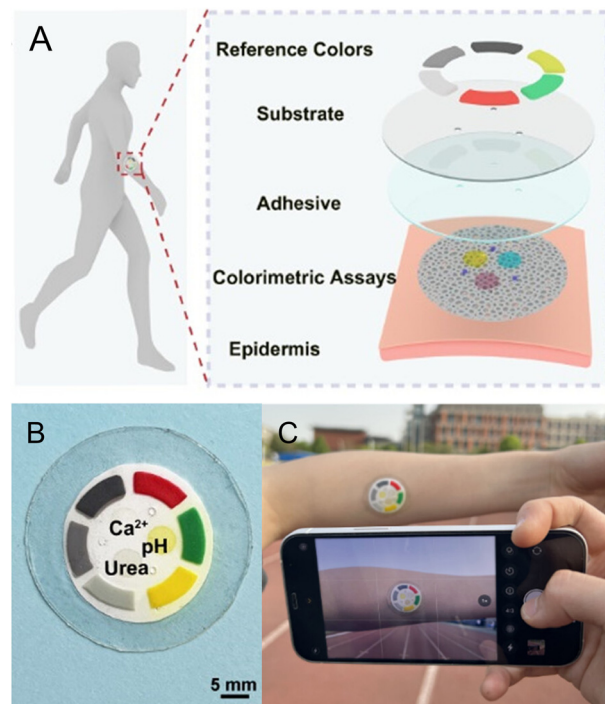 A
Reference Colors
Substrate
Adhesive
Colorimetric Assays
Epidermis
B
Ca²⁺
pH
Urea
5 mm
C